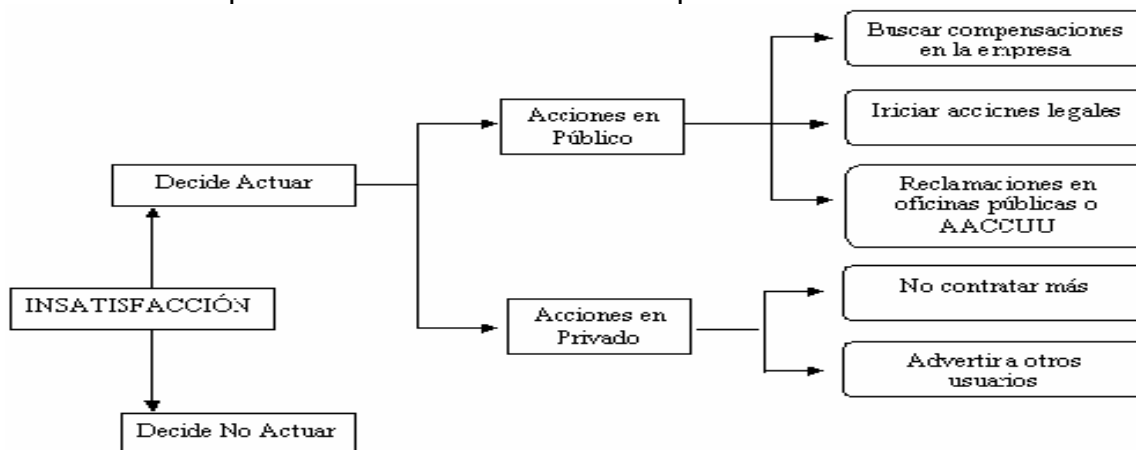 Buscar compensaciones
en la empresa
Iriciar acciones legales
Acciones en
Público
Decide Actuar
Reclamaciones en
oficinas públicas o
AACCUU
INSATISFACCIÓN
No contratar más
Acciones en
Privado
Advertir a otros
usuarios
Decide No Actuar